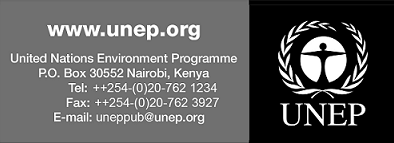 www.unep.org
United Nations Environment Programme
P.O. Box 30552 Nairobi, Kenya
Tel: ++254-(0)20-762 1234
Fax: ++254-(0)20-762 3927
E-mail: uneppub@unep.org
UNEP